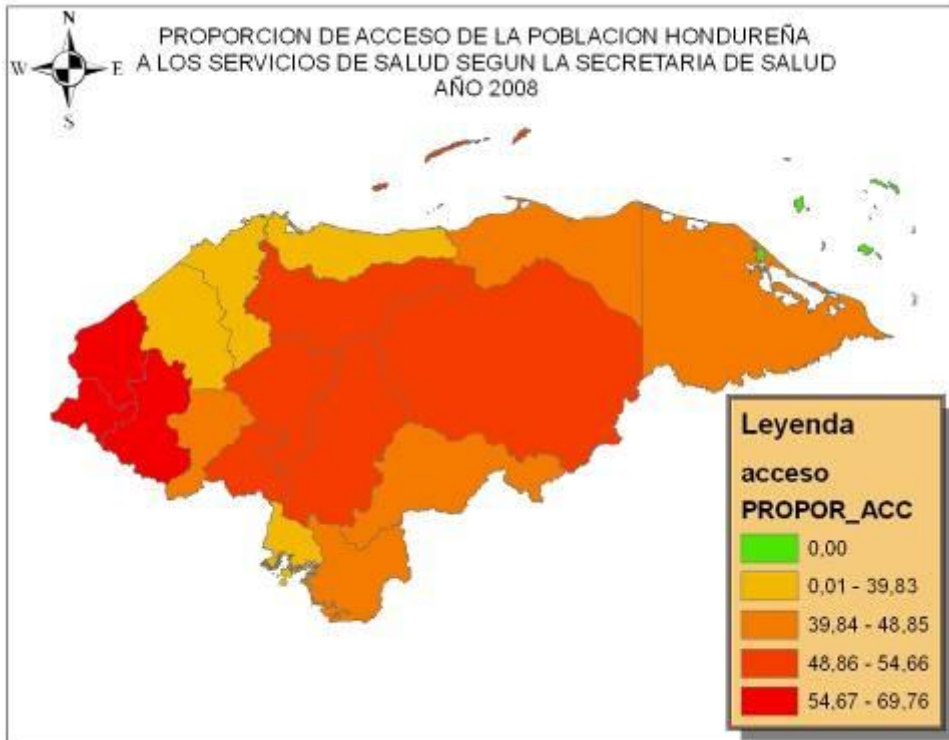 N
W
E
S
PROPORCION DE ACCESO DE LA POBLACION HONDUREÑA
A LOS SERVICIOS DE SALUD SEGUN LA SECRETARIA DE SALUD
AÑO 2008
Leyenda
acceso
PROPOR_ACC
0,00
0,01 - 39,83
39,84 - 48,85
48,86 - 54,66
54,67 - 69,76